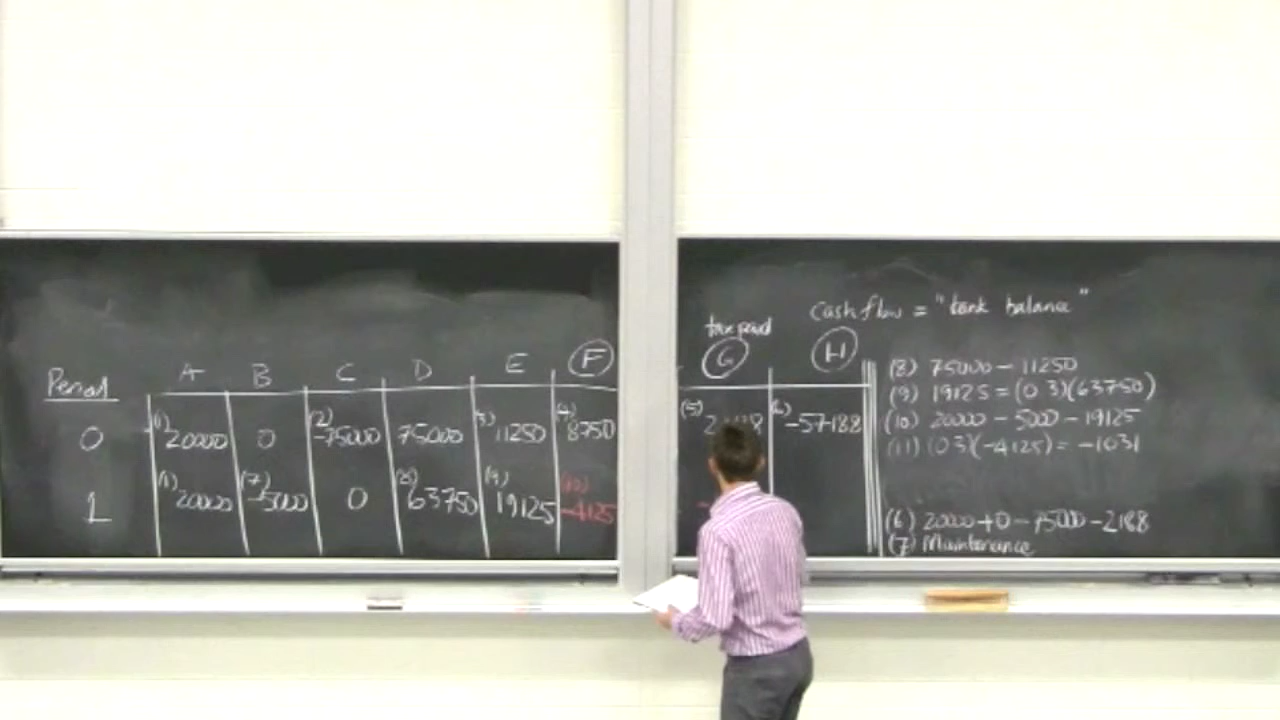 Cash flow = "bank balance"
tax paid
Period A B C D E F G H
0 (1) 20000 0 (2) -75000 75000 (3) 11250 (4) 8750 (5) (6) -57188
1 (1) 20000 (7) -5000 0 (8) 63750 (9) 19125 (10) -4125
(8) 75000 - 11250
(9) 19125 = (0.3)(63750)
(10) 20000 - 5000 - 19125
(11) (0.3)(-4125) = -1031
(6) 20000 + 0 - 75000 - 2188
(7) Maintenance